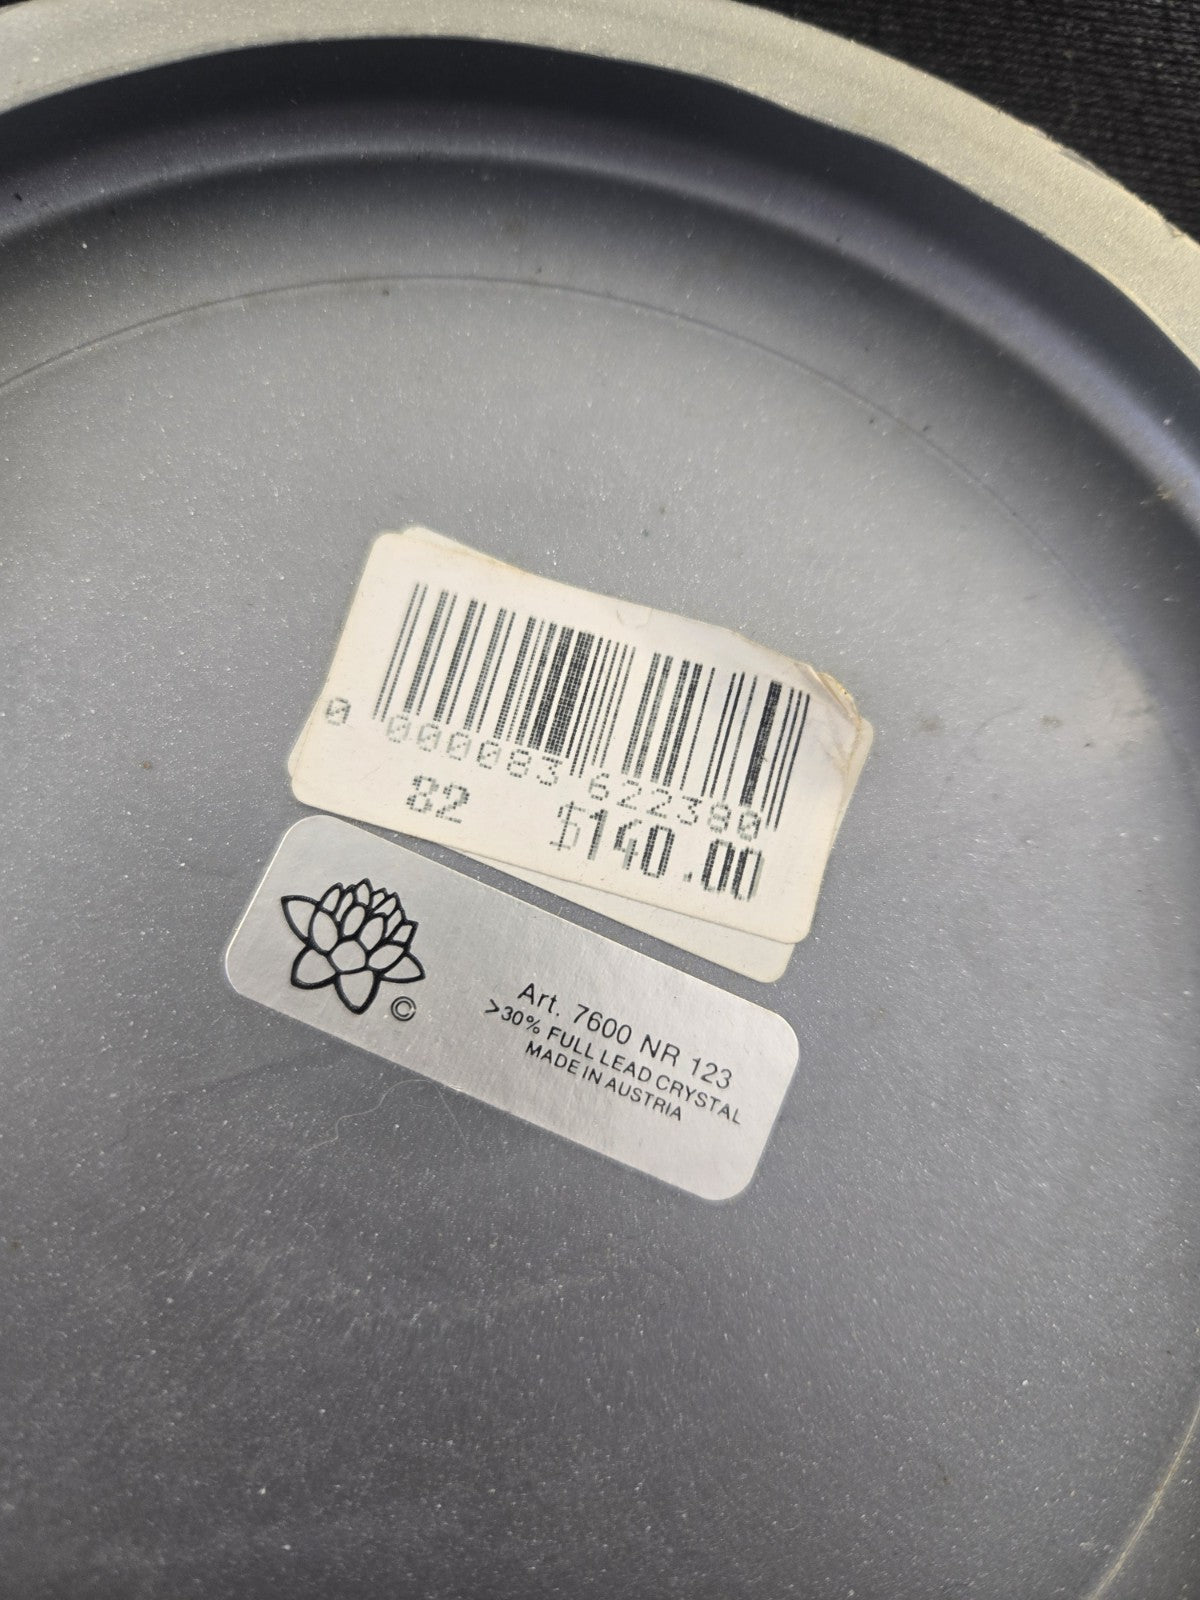 0 000083 622380
82 $140.00
©
Art. 7600 NR 123
>30% FULL LEAD CRYSTAL
MADE IN AUSTRIA